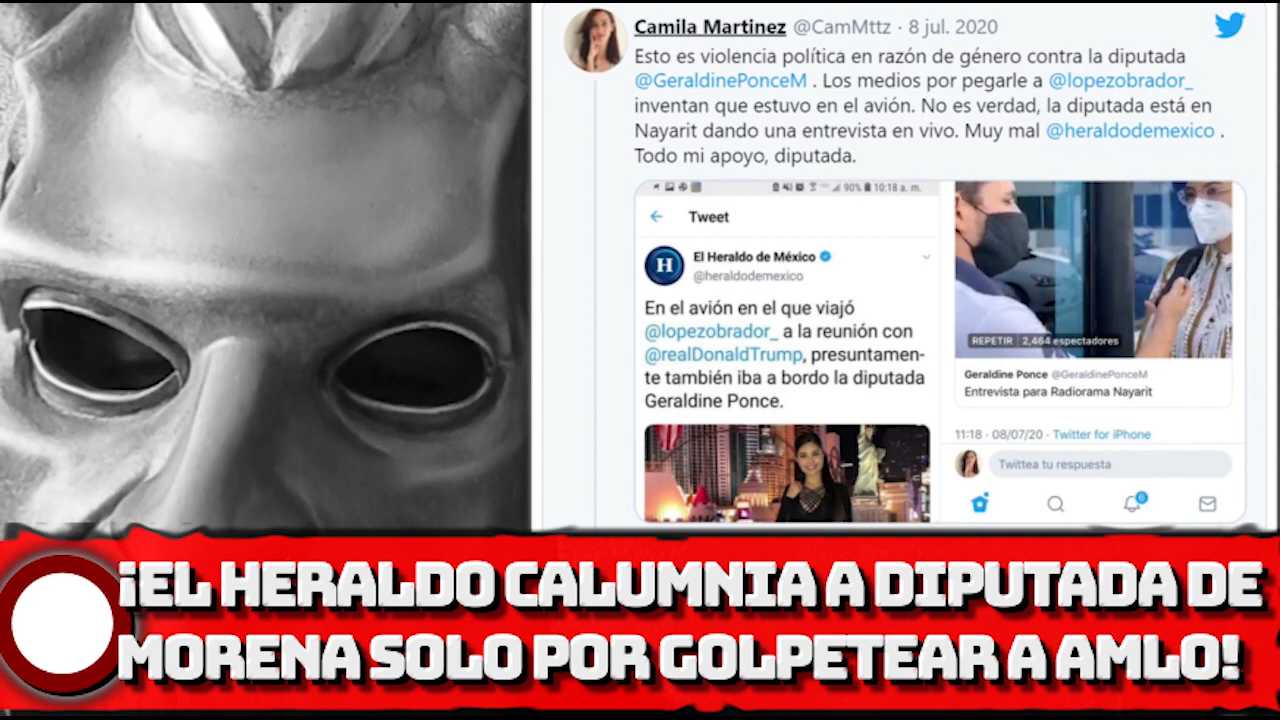 Camila Martinez @CamMttz · 8 jul. 2020
Esto es violencia política en razón de género contra la diputada
@GeraldinePonceM . Los medios por pegarle a @lopezobrador_
inventan que estuvo en el avión. No es verdad, la diputada está en
Nayarit dando una entrevista en vivo. Muy mal @heraldodemexico .
Todo mi apoyo, diputada.
90% 10:18 a. m.
Tweet
H
El Heraldo de México
@heraldodemexico
En el avión en el que viajó
@lopezobrador_ a la reunión con
@realDonaldTrump, presuntamen-
te también iba a bordo la diputada
Geraldine Ponce.
REPETIR 2,464 espectadores
Geraldine Ponce @GeraldinePonceM
Entrevista para Radiorama Nayarit
11:18 · 08/07/20 · Twitter for iPhone
Twittea tu respuesta
6
¡EL HERALDO CALUMNIA A DIPUTADA DE
MORENA SOLO POR GOLPETEAR A AMLO!